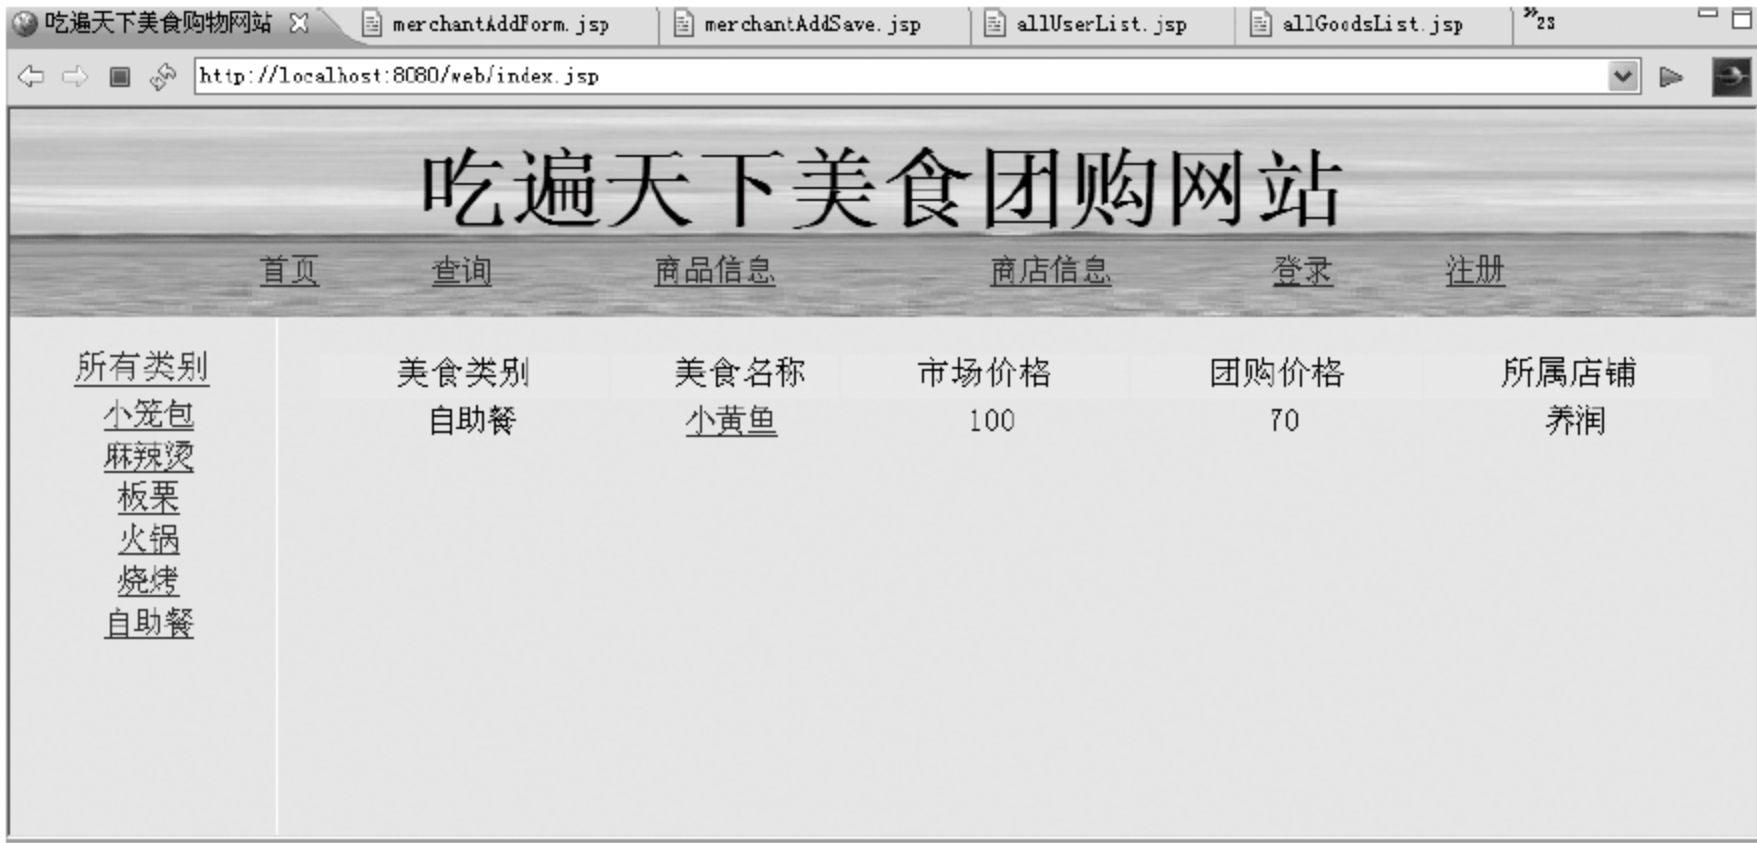 吃遍天下美食购物网站 merchantAddForm.jsp merchantAddSave.jsp allUserList.jsp allGoodsList.jsp »23
http://localhost:8080/web/index.jsp
吃遍天下美食团购网站
首页 查询 商品信息 商店信息 登录 注册
所有类别
小笼包
麻辣烫
板栗
火锅
烧烤
自助餐
美食类别 美食名称 市场价格 团购价格 所属店铺
自助餐 小黄鱼 100 70 养润